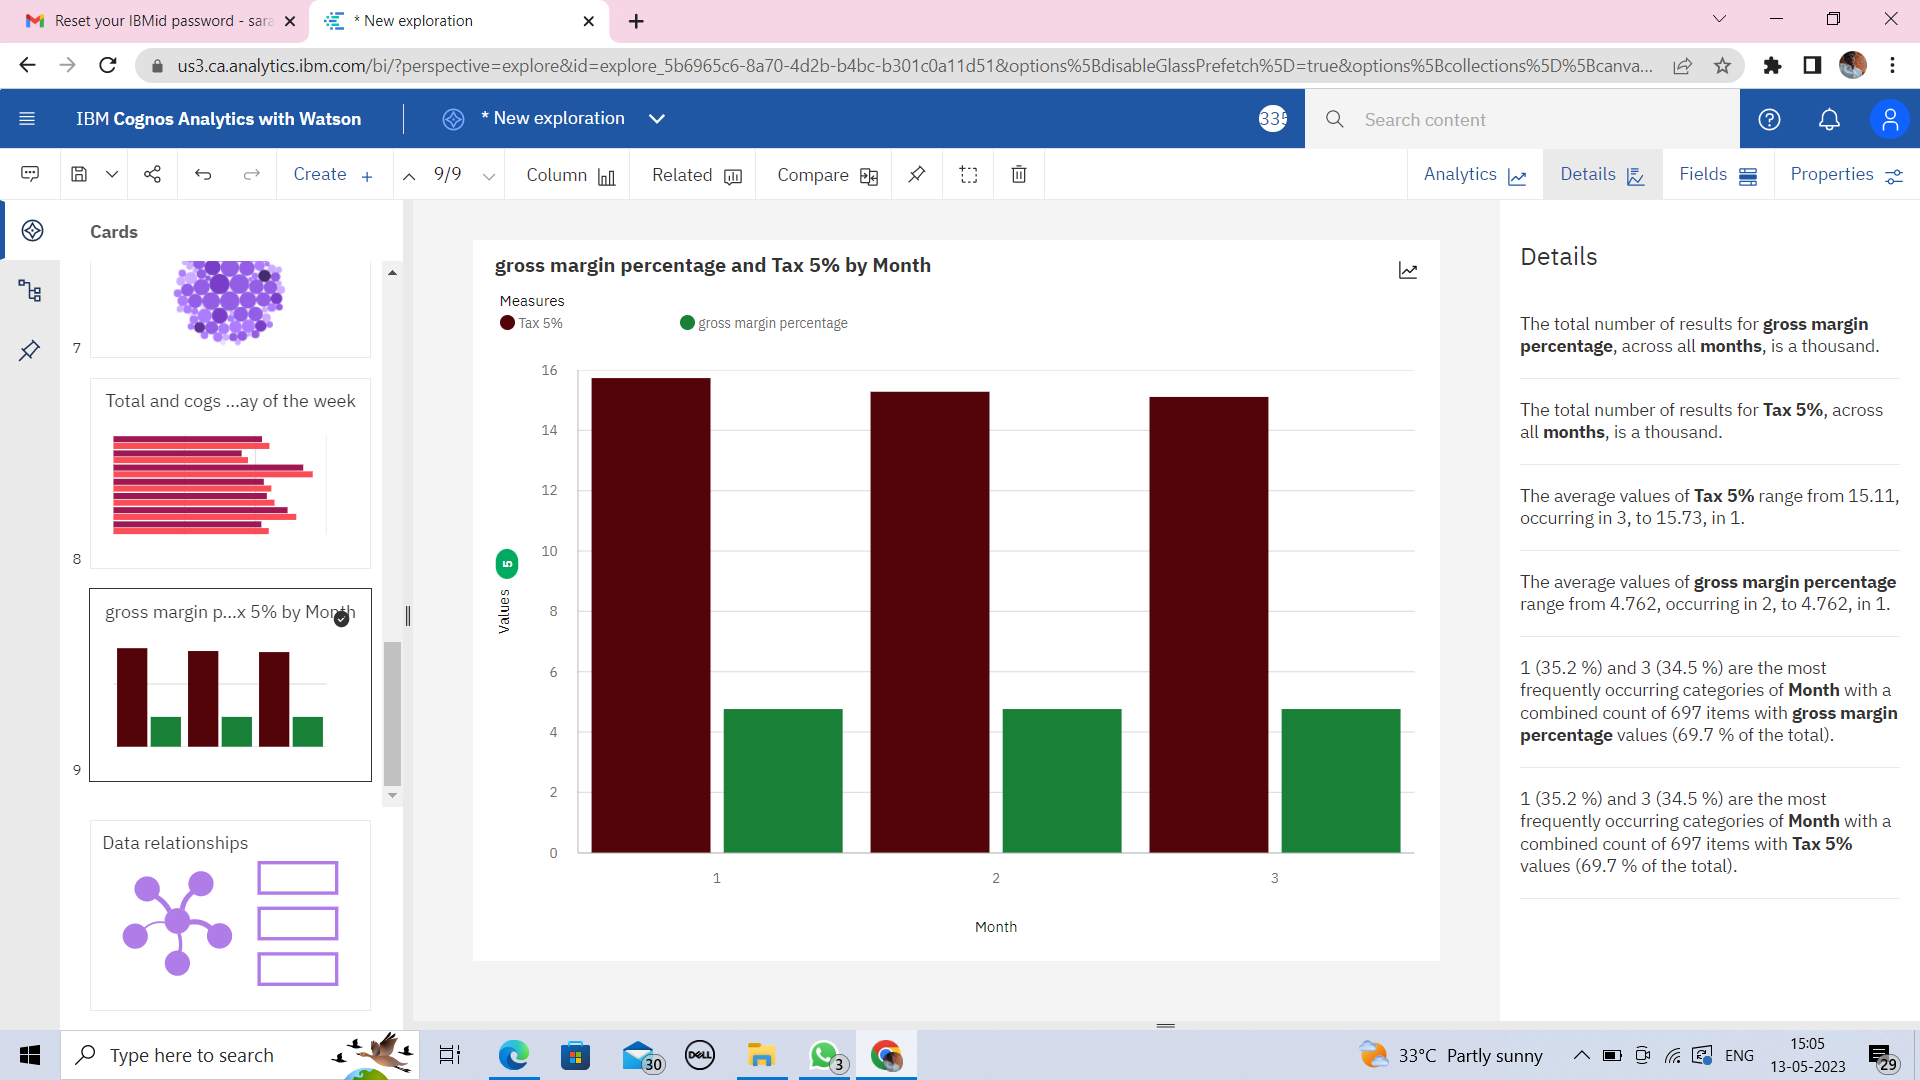 Reset your IBMid password - sara
* New exploration
us3.ca.analytics.ibm.com/bi/?perspective=explore&id=explore_5b6965c6-8a70-4d2b-b4bc-b301c0a11d51&options%5BdisableGlassPrefetch%5D=true&options%5Bcollections%5D%5Bcanva...
IBM Cognos Analytics with Watson
* New exploration
335
Search content
Create
9/9
Column
Related
Compare
Analytics
Details
Fields
Properties
Cards
7
Total and cogs ...ay of the week
8
gross margin p...x 5% by Month
9
Data relationships
gross margin percentage and Tax 5% by Month
Measures
Tax 5%
gross margin percentage
16
14
12
10
8
6
4
2
0
Values
5
1
2
3
Month
Details
The total number of results for gross margin
percentage, across all months, is a thousand.
The total number of results for Tax 5%, across
all months, is a thousand.
The average values of Tax 5% range from 15.11,
occurring in 3, to 15.73, in 1.
The average values of gross margin percentage
range from 4.762, occurring in 2, to 4.762, in 1.
1 (35.2 %) and 3 (34.5 %) are the most
frequently occurring categories of Month with a
combined count of 697 items with gross margin
percentage values (69.7 % of the total).
1 (35.2 %) and 3 (34.5 %) are the most
frequently occurring categories of Month with a
combined count of 697 items with Tax 5%
values (69.7 % of the total).
Type here to search
30
DELL
3
33°C Partly sunny
ENG
15:05
13-05-2023
29